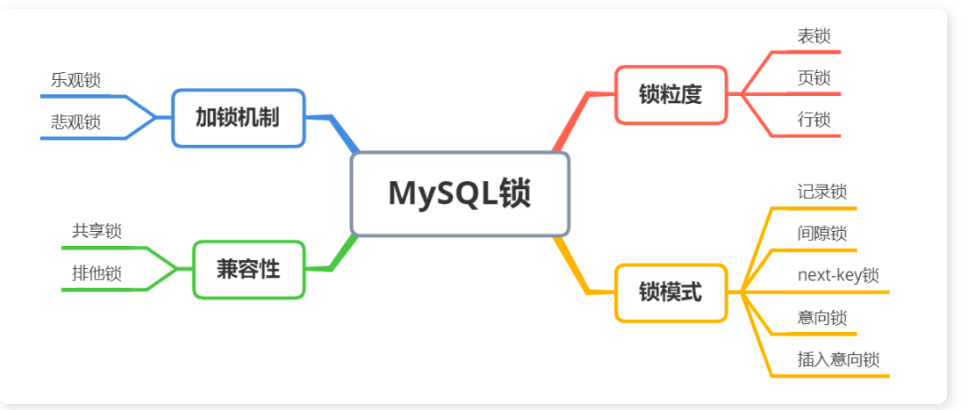 MySQL锁
加锁机制
乐观锁
悲观锁
兼容性
共享锁
排他锁
锁粒度
表锁
页锁
行锁
锁模式
记录锁
间隙锁
next-key锁
意向锁
插入意向锁